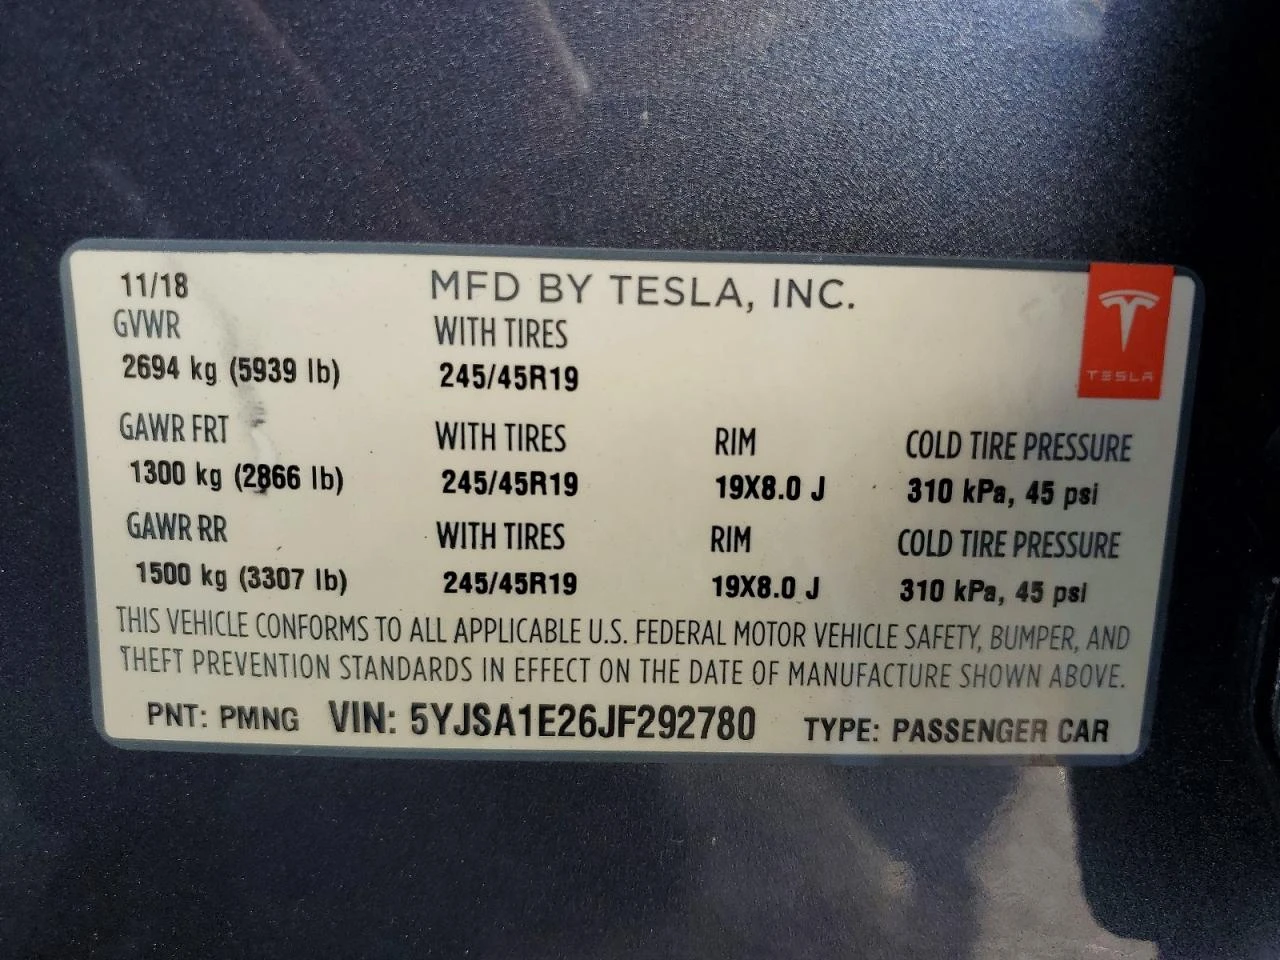 11/18 MFD BY TESLA, INC.
GVWR WITH TIRES
2694 kg (5939 lb) 245/45R19
TESLA
GAWR FRT WITH TIRES RIM COLD TIRE PRESSURE
1300 kg (2866 lb) 245/45R19 19X8.0 J 310 kPa, 45 psi
GAWR RR WITH TIRES RIM COLD TIRE PRESSURE
1500 kg (3307 lb) 245/45R19 19X8.0 J 310 kPa, 45 psi
THIS VEHICLE CONFORMS TO ALL APPLICABLE U.S. FEDERAL MOTOR VEHICLE SAFETY, BUMPER, AND
THEFT PREVENTION STANDARDS IN EFFECT ON THE DATE OF MANUFACTURE SHOWN ABOVE.
PNT: PMNG VIN: 5YJSA1E26JF292780 TYPE: PASSENGER CAR